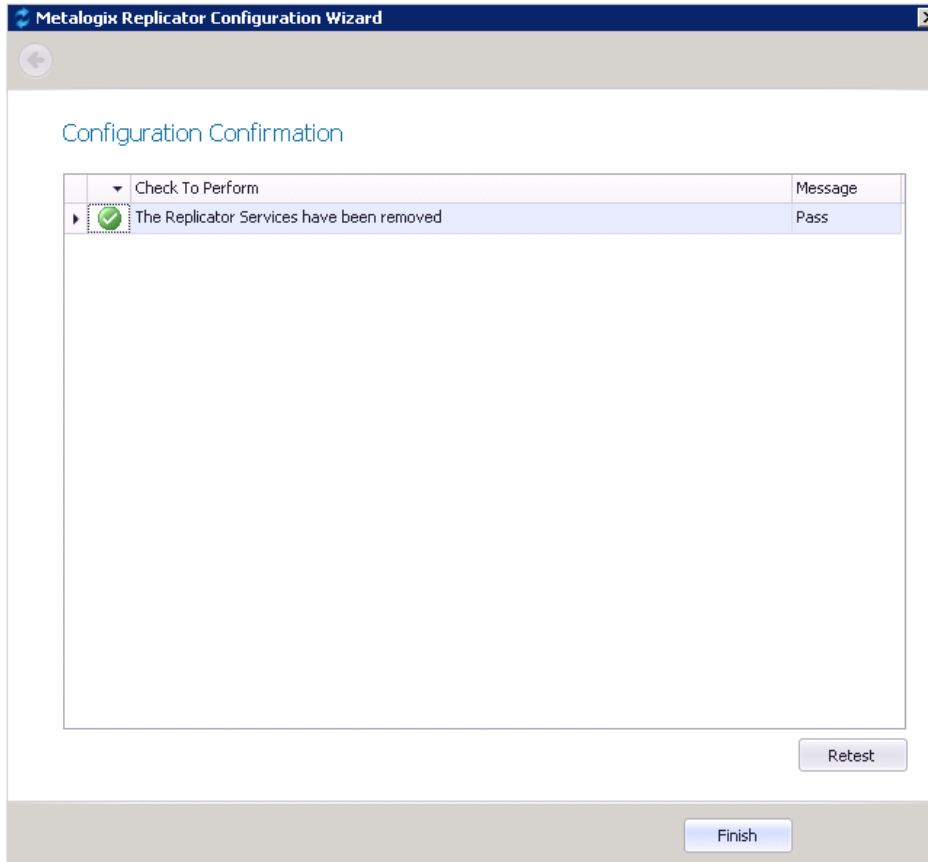 Metalogix Replicator Configuration Wizard
Configuration Confirmation
Check To Perform Message
The Replicator Services have been removed Pass
Retest
Finish